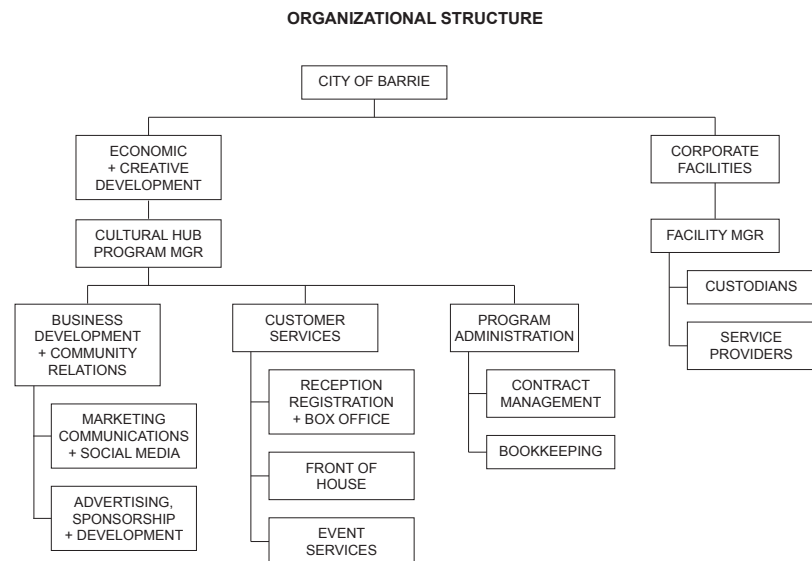 ORGANIZATIONAL STRUCTURE
CITY OF BARRIE
ECONOMIC
+ CREATIVE
DEVELOPMENT
CORPORATE
FACILITIES
CULTURAL HUB
PROGRAM MGR
FACILITY MGR
CUSTODIANS
SERVICE
PROVIDERS
BUSINESS
DEVELOPMENT
+ COMMUNITY
RELATIONS
MARKETING
COMMUNICATIONS
+ SOCIAL MEDIA
ADVERTISING,
SPONSORSHIP
+ DEVELOPMENT
CUSTOMER
SERVICES
RECEPTION
REGISTRATION
+ BOX OFFICE
FRONT OF
HOUSE
EVENT
SERVICES
PROGRAM
ADMINISTRATION
CONTRACT
MANAGEMENT
BOOKKEEPING